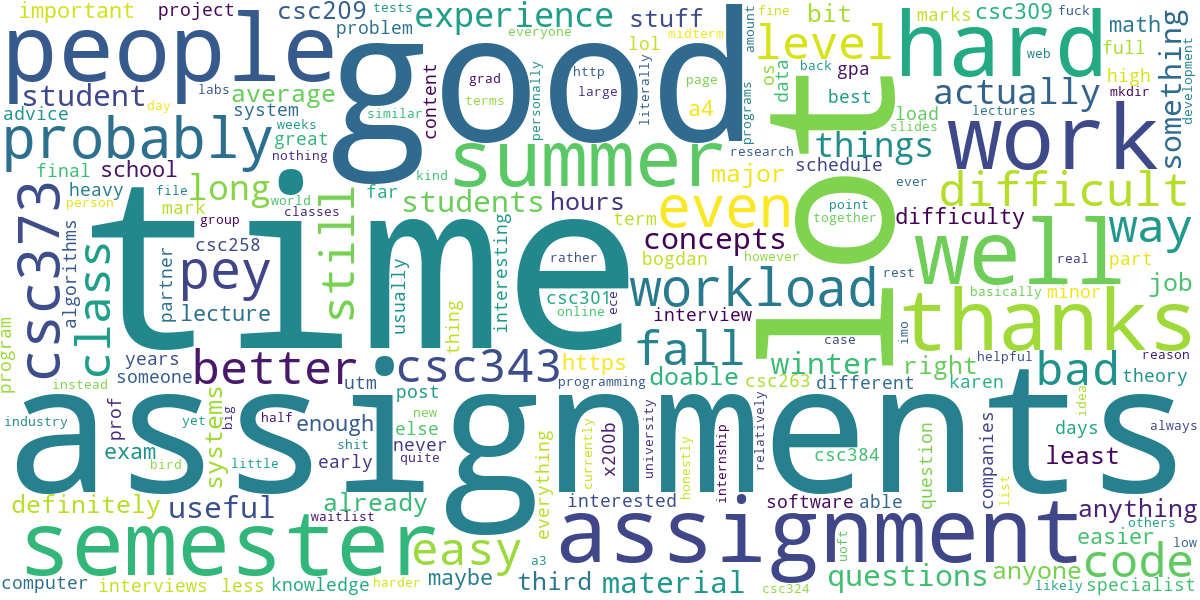 important
project
csc209
tests
experience
stuff
amount
fine
fuck
marks
csc309
math
something
problem
everyone
lol
midterm
level
bit
web
full
development
people
good
hard
student
average
content
grad
http
personally
literally
page
a4
os
data
back
gpa
high
mkdir
labs
day
system
terms
large
similar
programs
best
actually
advice
weeks
great
load
lectures
slides
probably
nothing
summer
research
lot
things
work
final
school
kind
schedule
ever
heavy
file
long
far
major
difficult
csc373
person
mark
world
still
students
hours
term
even
point
together
group
classes
interesting
difficulty
way
algorithms
class
time
csc258
concepts
well
partner
pey
rather
bogdan
however
real
part
lecture
usually
csc301
ece
online
workload
rest
basically
minor
job
interview
thanks
program
thing
fall
imo
years
better
csc343
https
winter
case
right
helpful
bad
reason
someone
utm
programming
doable
csc263
different
karen
theory
instead
post
idea
assignments
industry
prof
yet
big
half
enough
new
else
currently
x200b
university
relatively
companies
days
always
systems
shit
never
exam
bird
little
early
quite
everything
honestly
internship
csc384
question
list
least
definitely
useful
already
interested
software
able
anything
waitlist
assignment
uoft
others
semester
easy
easier
code
low
a3
computer
interviews
less
knowledge
harder
maybe
third
material
csc324
questions
anyone
likely
specialist